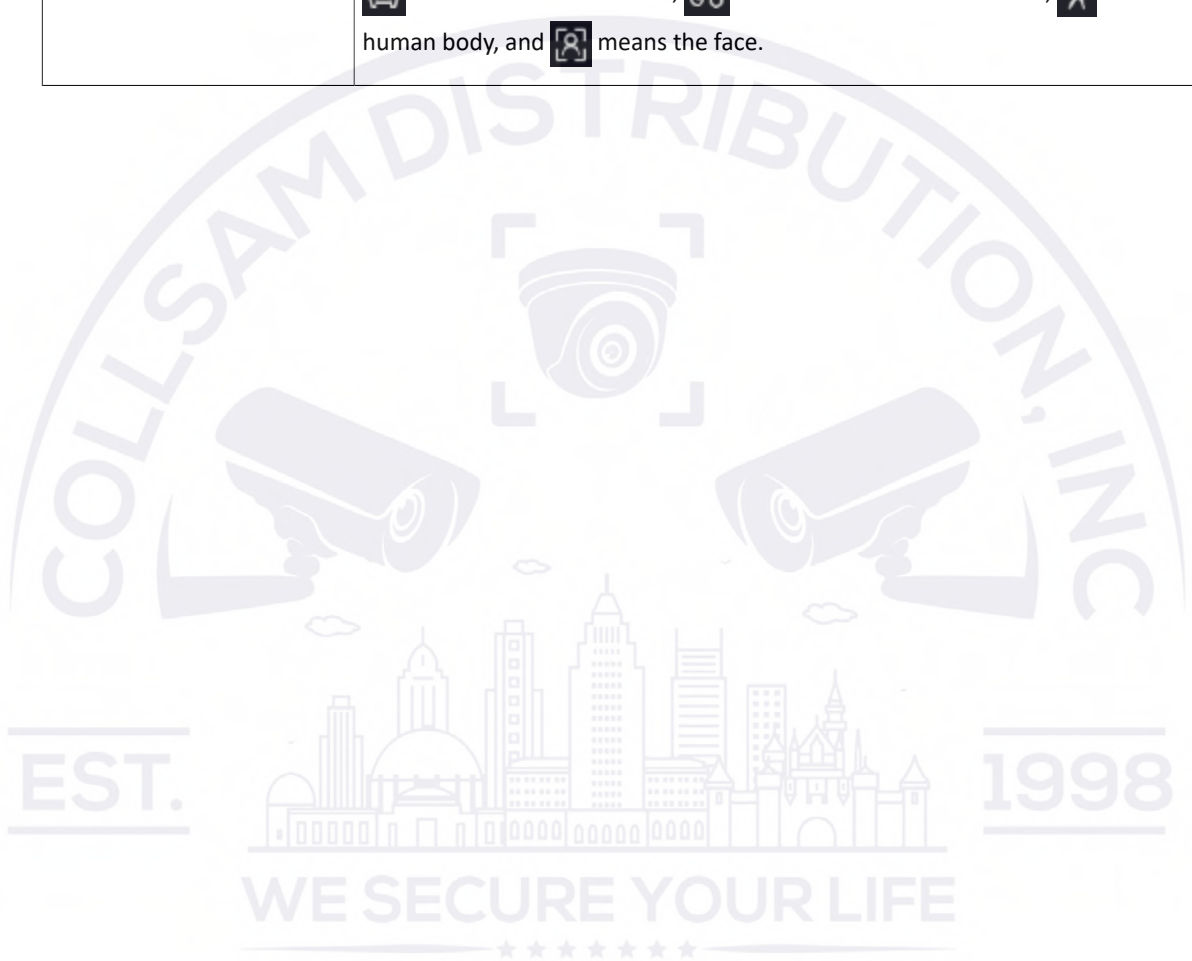 human body, and means the face.
COLLSAM DISTRIBUTION, INC
EST.
1998
WE SECURE YOUR LIFE